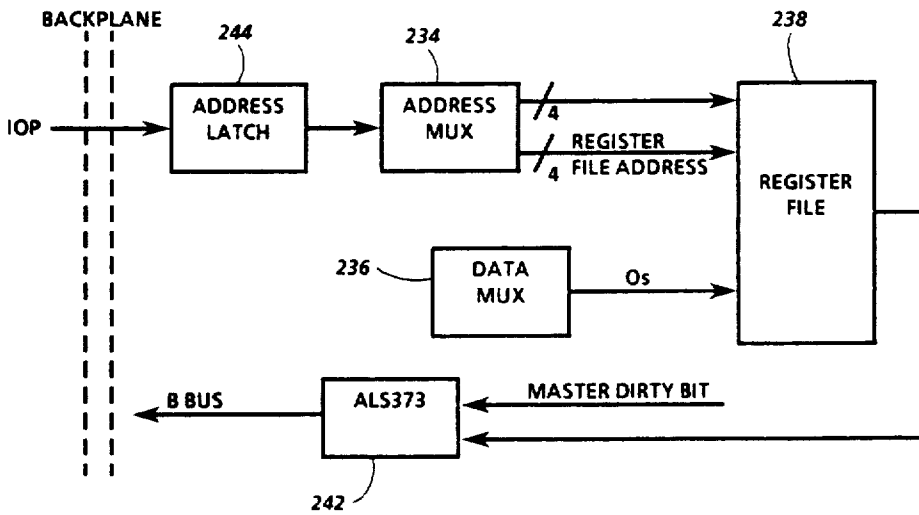 BACKPLANE
244
234
238
IOP
ADDRESS
LATCH
ADDRESS
MUX
4
4
REGISTER
FILE ADDRESS
REGISTER
FILE
236
DATA
MUX
Os
B BUS
ALS373
MASTER DIRTY BIT
242